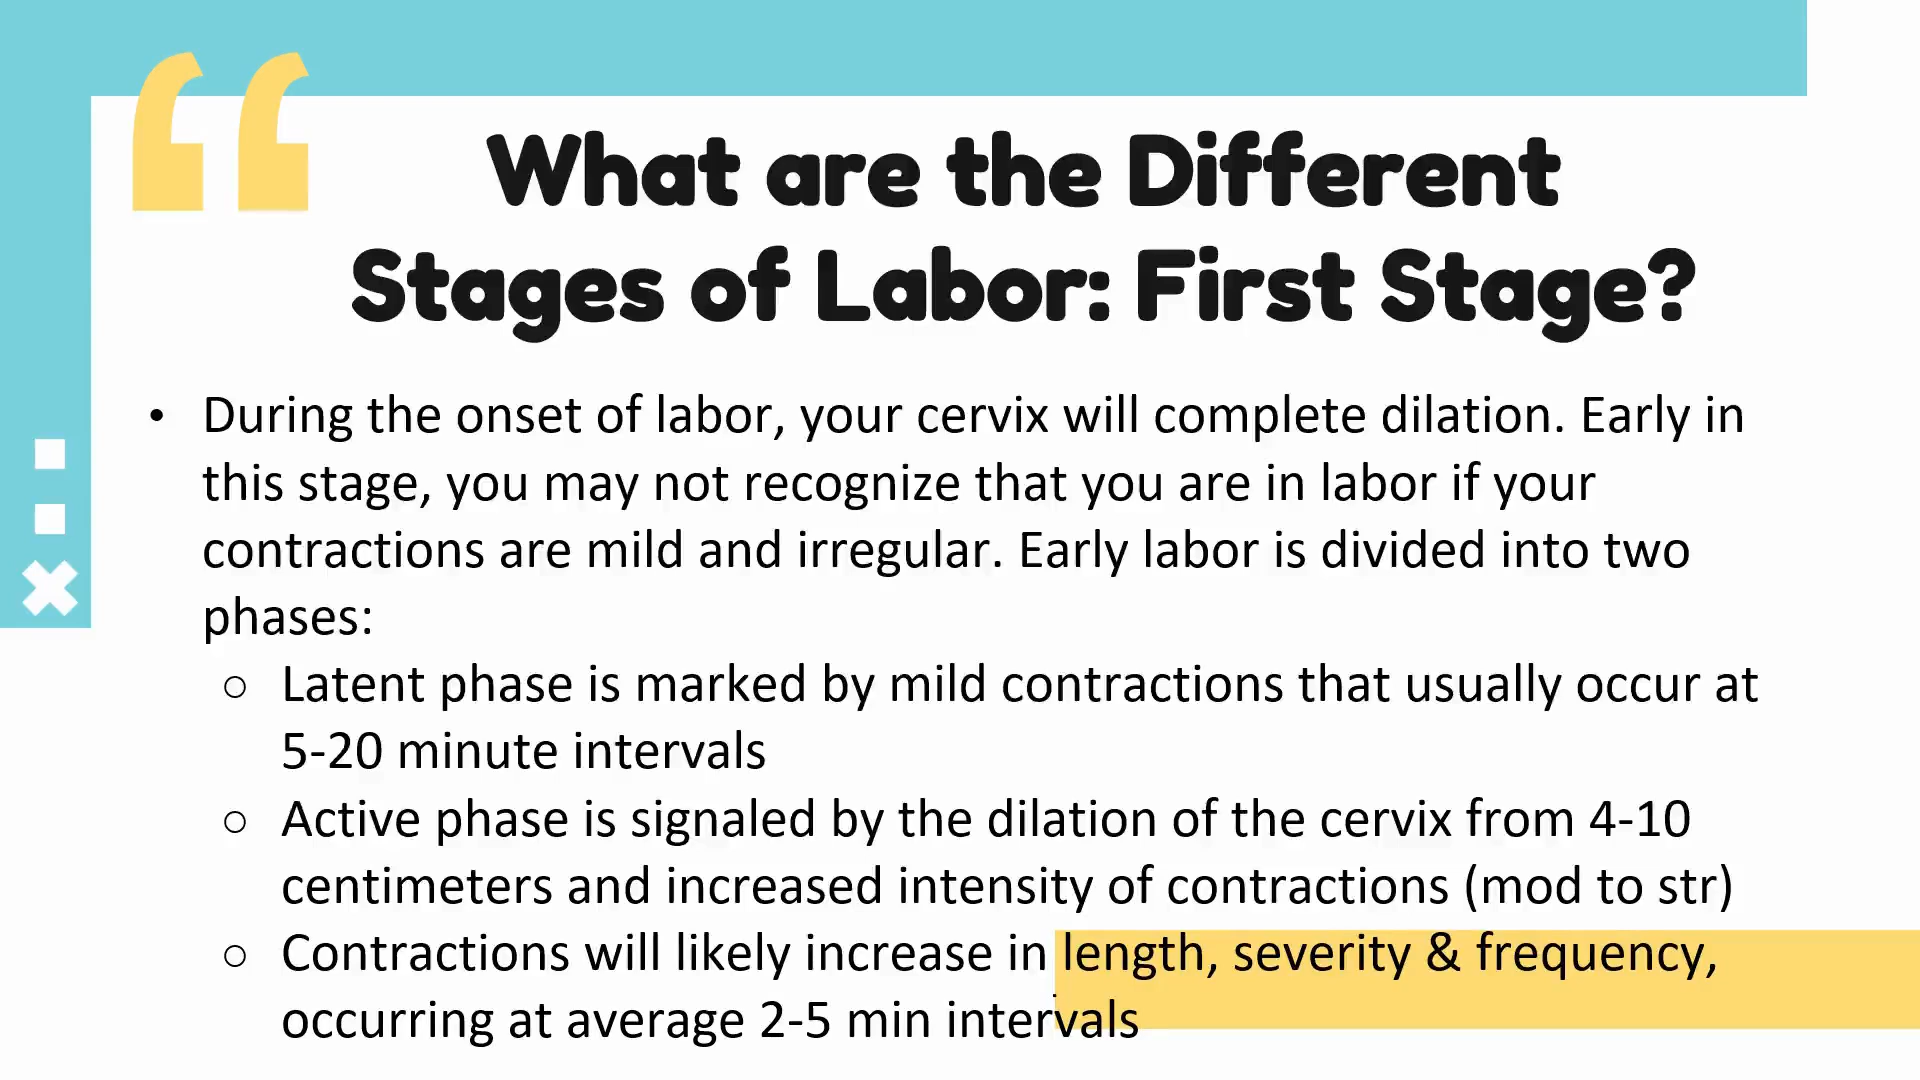 What are the Different
Stages of Labor: First Stage?
• During the onset of labor, your cervix will complete dilation. Early in
this stage, you may not recognize that you are in labor if your
contractions are mild and irregular. Early labor is divided into two
phases:
○ Latent phase is marked by mild contractions that usually occur at
5-20 minute intervals
○ Active phase is signaled by the dilation of the cervix from 4-10
centimeters and increased intensity of contractions (mod to str)
○ Contractions will likely increase in length, severity & frequency,
occurring at average 2-5 min intervals